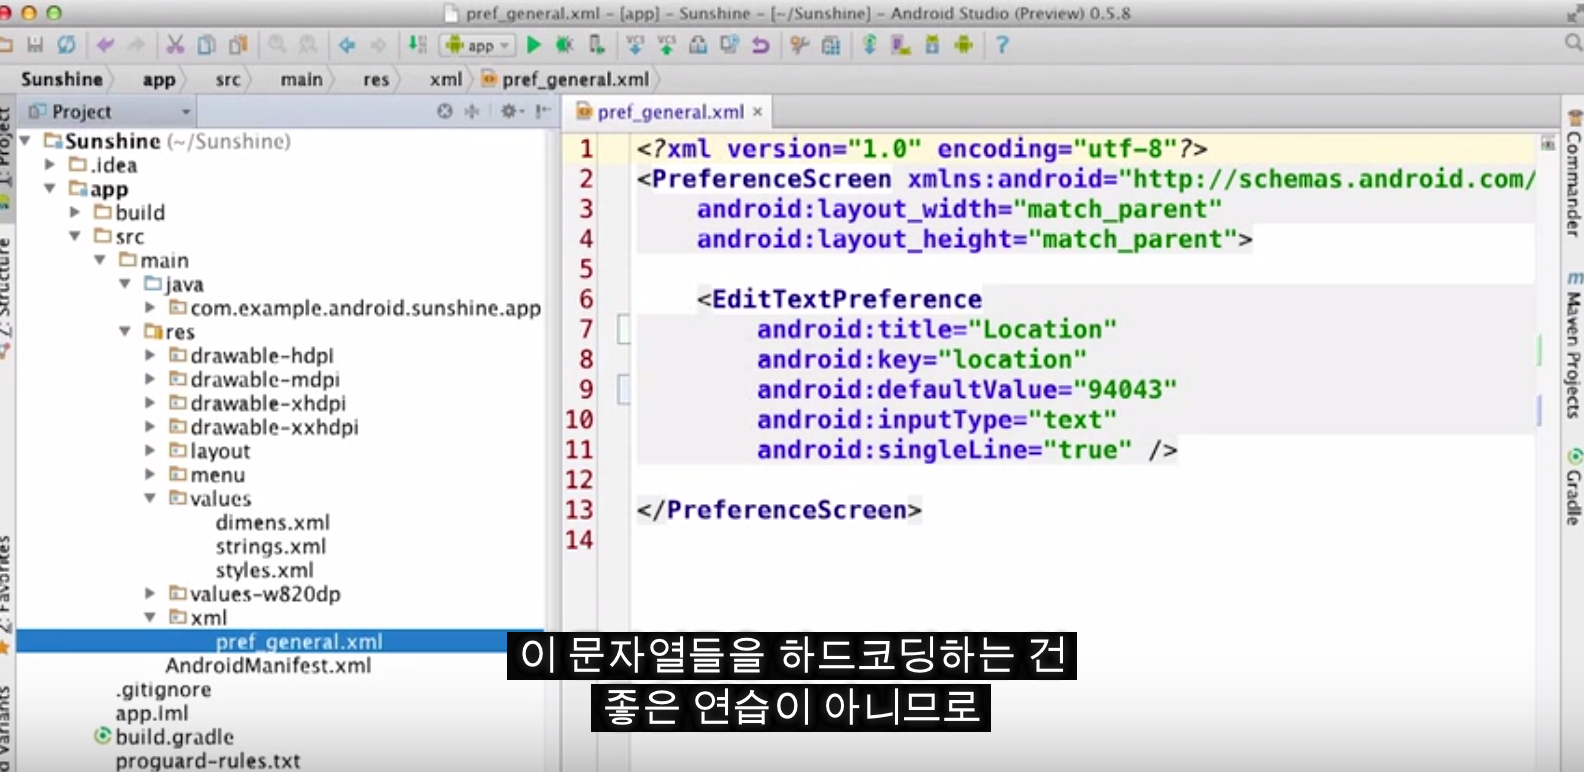 pref_general.xml - [app] - Sunshine - [~/Sunshine] - Android Studio (Preview) 0.5.8
app
Sunshine app src main res xml pref_general.xml
Project
pref_general.xml
Sunshine (~/Sunshine)
.idea
app
build
src
main
java
com.example.android.sunshine.app
res
drawable-hdpi
drawable-mdpi
drawable-xhdpi
drawable-xxhdpi
layout
menu
values
dimens.xml
strings.xml
styles.xml
values-w820dp
xml
pref_general.xml
AndroidManifest.xml
.gitignore
app.iml
build.gradle
proguard-rules.txt
1 <?xml version="1.0" encoding="utf-8"?>
2 <PreferenceScreen xmlns:android="http://schemas.android.com/
3 android:layout_width="match_parent"
4 android:layout_height="match_parent">
5
6 <EditTextPreference
7 android:title="Location"
8 android:key="location"
9 android:defaultValue="94043"
10 android:inputType="text"
11 android:singleLine="true" />
12
13 </PreferenceScreen>
14
이 문자열들을 하드코딩하는 건
좋은 연습이 아니므로
1: Project
Z: Structure
2: Favorites
Variants
Commander
Maven Projects
Gradle